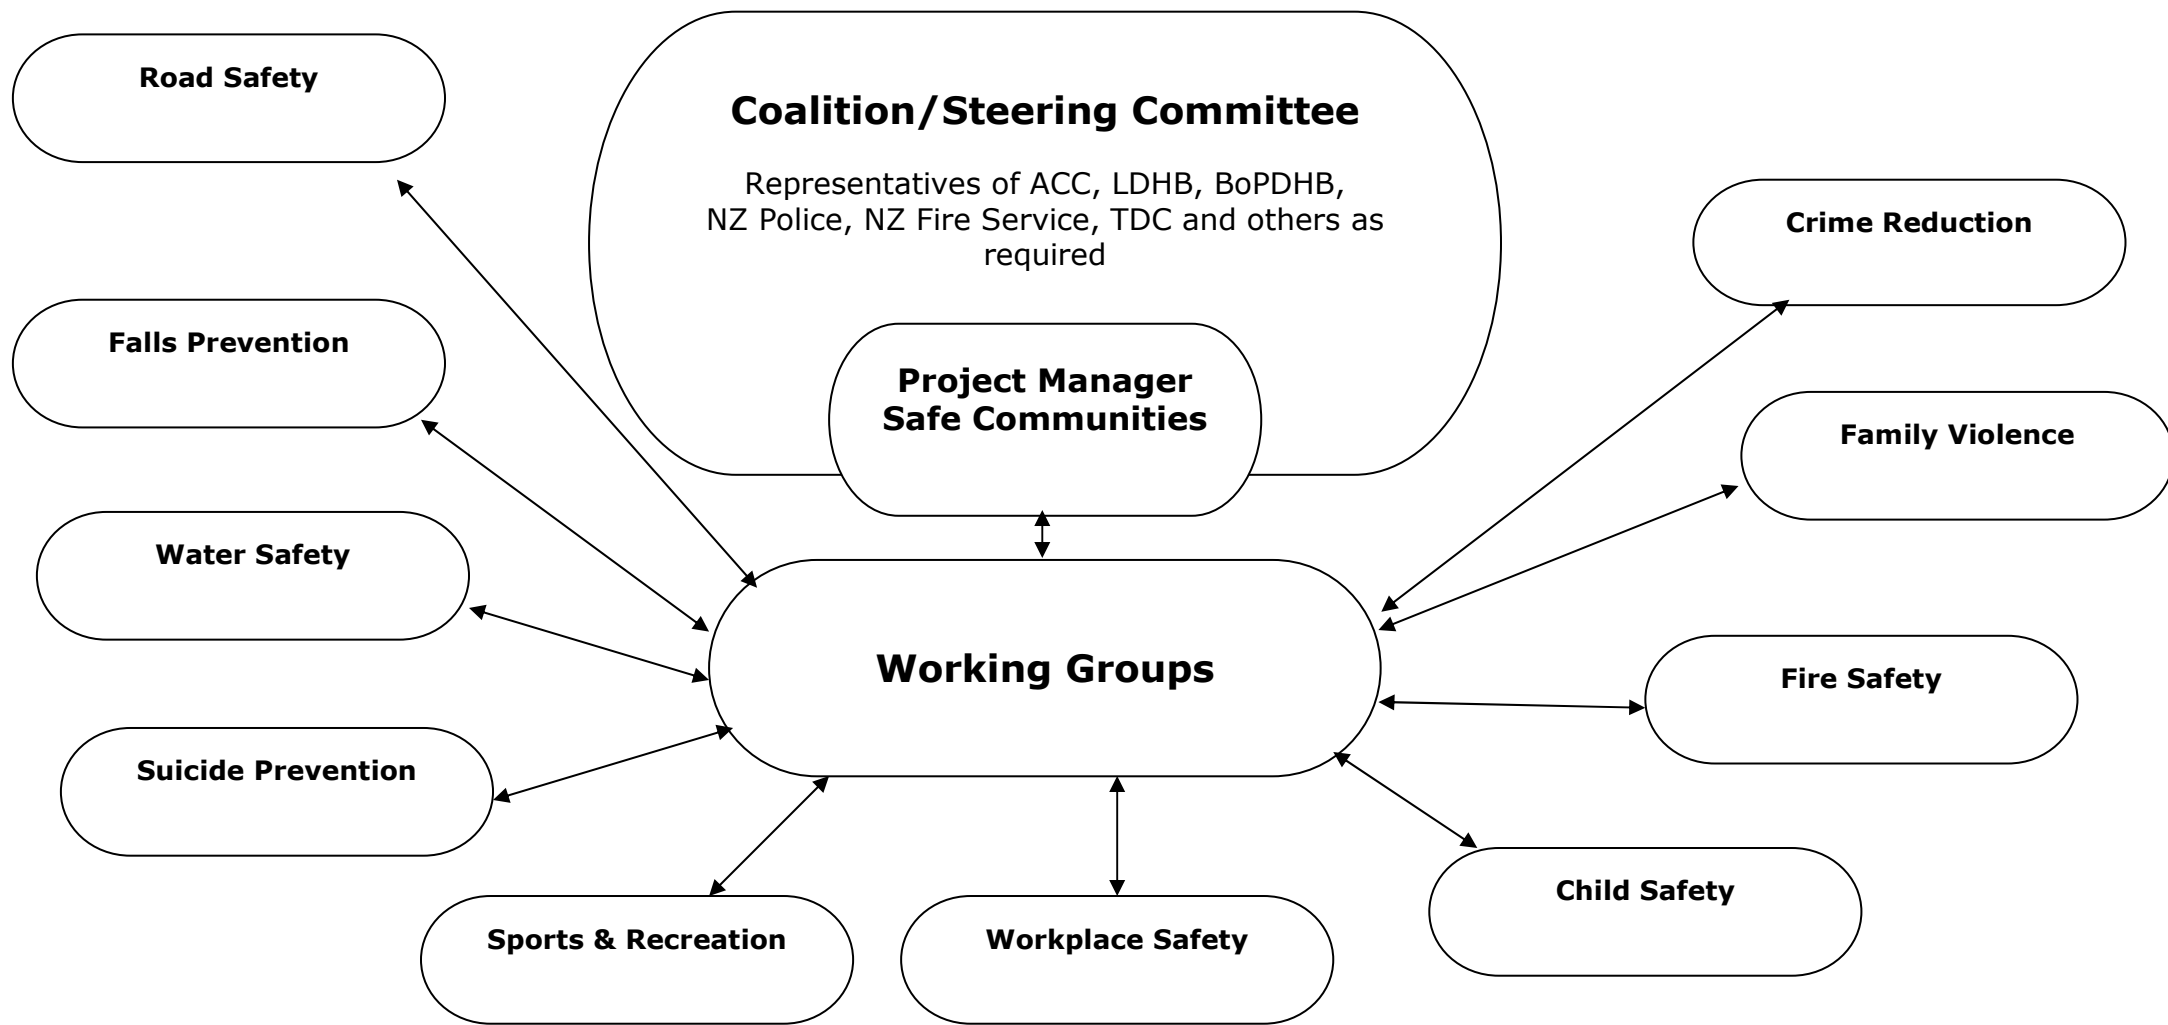 Road Safety
Coalition/Steering Committee
Representatives of ACC, LDHB, BoPDHB,
NZ Police, NZ Fire Service, TDC and others as
required
Crime Reduction
Falls Prevention
Project Manager
Safe Communities
Family Violence
Water Safety
Working Groups
Fire Safety
Suicide Prevention
Child Safety
Sports & Recreation
Workplace Safety